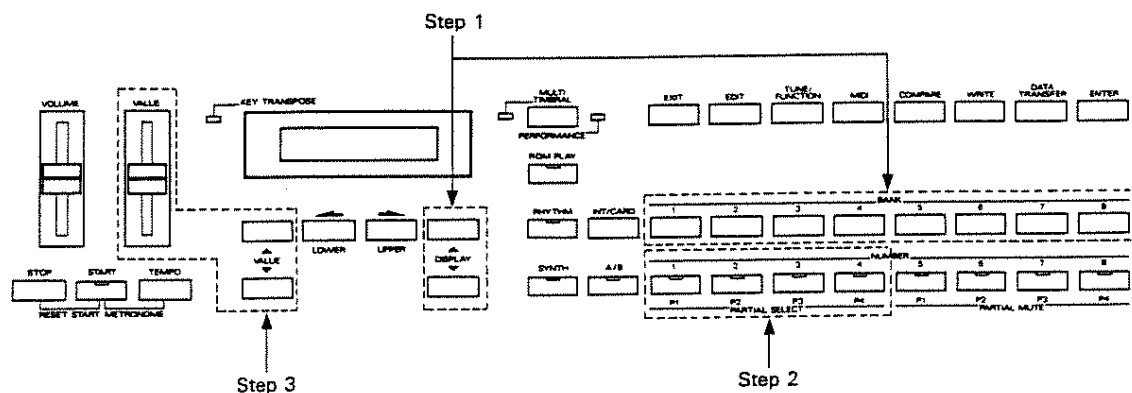 Step 1
VOLUME
VALUE
KEY TRANSPOSE
MULTI
TIMBRAL
PERFORMANCE
EXIT
EDIT
TUNE/
FUNCTION
MIDI
COMPARE
WRITE
DATA
TRANSFER
ENTER
ROM PLAY
BANK
1 2 3 4 5 6 7 8
RHYTHM
INT/CARD
LOWER
UPPER
VALUE
DISPLAY
STOP
START
TEMPO
RESET START METRONOME
SYNTH
A/B
NUMBER
1 2 3 4 5 6 7 8
P1 P2 P3 P4 P1 P2 P3 P4
PARTIAL SELECT
PARTIAL MUTE
Step 3
Step 2